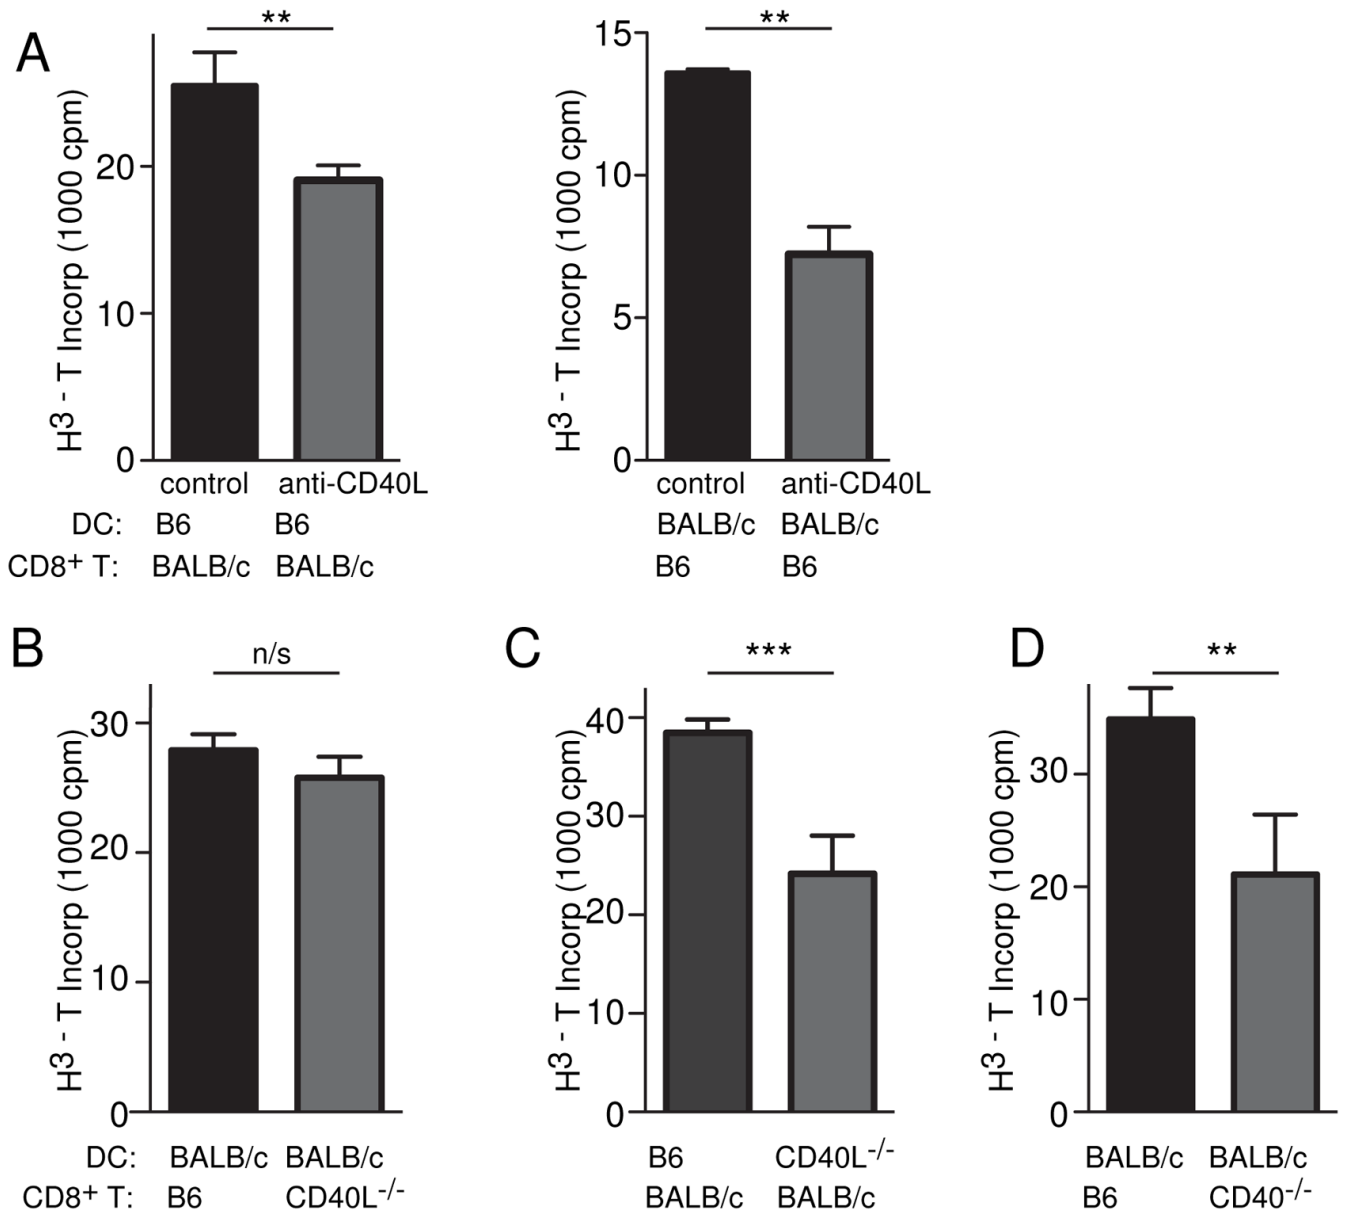 A
**
H3 - T Incorp (1000 cpm)
20
10
0
control anti-CD40L
DC: B6 B6
CD8+ T: BALB/c BALB/c
**
H3 - T Incorp (1000 cpm)
15
10
5
0
control anti-CD40L
BALB/c BALB/c
B6 B6
B
n/s
H3 - T Incorp (1000 cpm)
30
20
10
0
DC: BALB/c BALB/c
CD8+ T: B6 CD40L-/-
C
***
H3 - T Incorp (1000 cpm)
40
30
20
10
0
B6 CD40L-/-
BALB/c BALB/c
D
**
H3 - T Incorp (1000 cpm)
30
20
10
0
BALB/c BALB/c
B6 CD40-/-